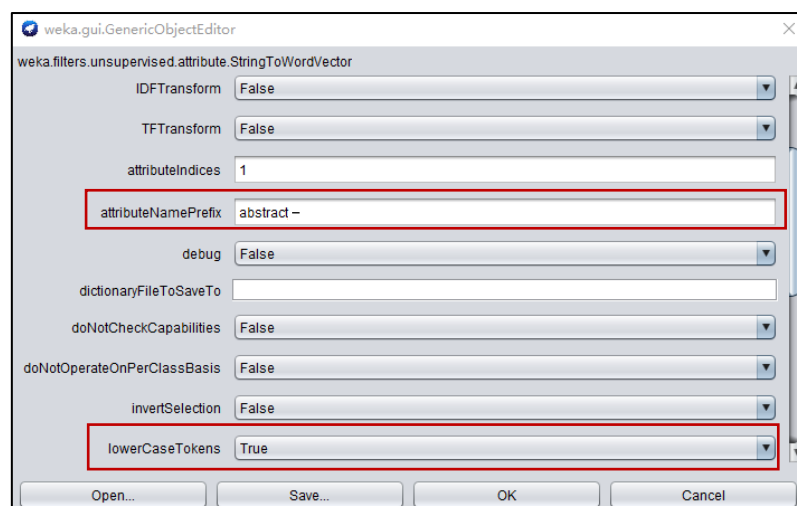 weka.gui.GenericObjectEditor
weka.filters.unsupervised.attribute.StringToWordVector
IDFTransform False
TFTransform False
attributeIndices 1
attributeNamePrefix abstract –
debug False
dictionaryFileToSaveTo
doNotCheckCapabilities False
doNotOperateOnPerClassBasis False
invertSelection False
lowerCaseTokens True
Open... Save... OK Cancel